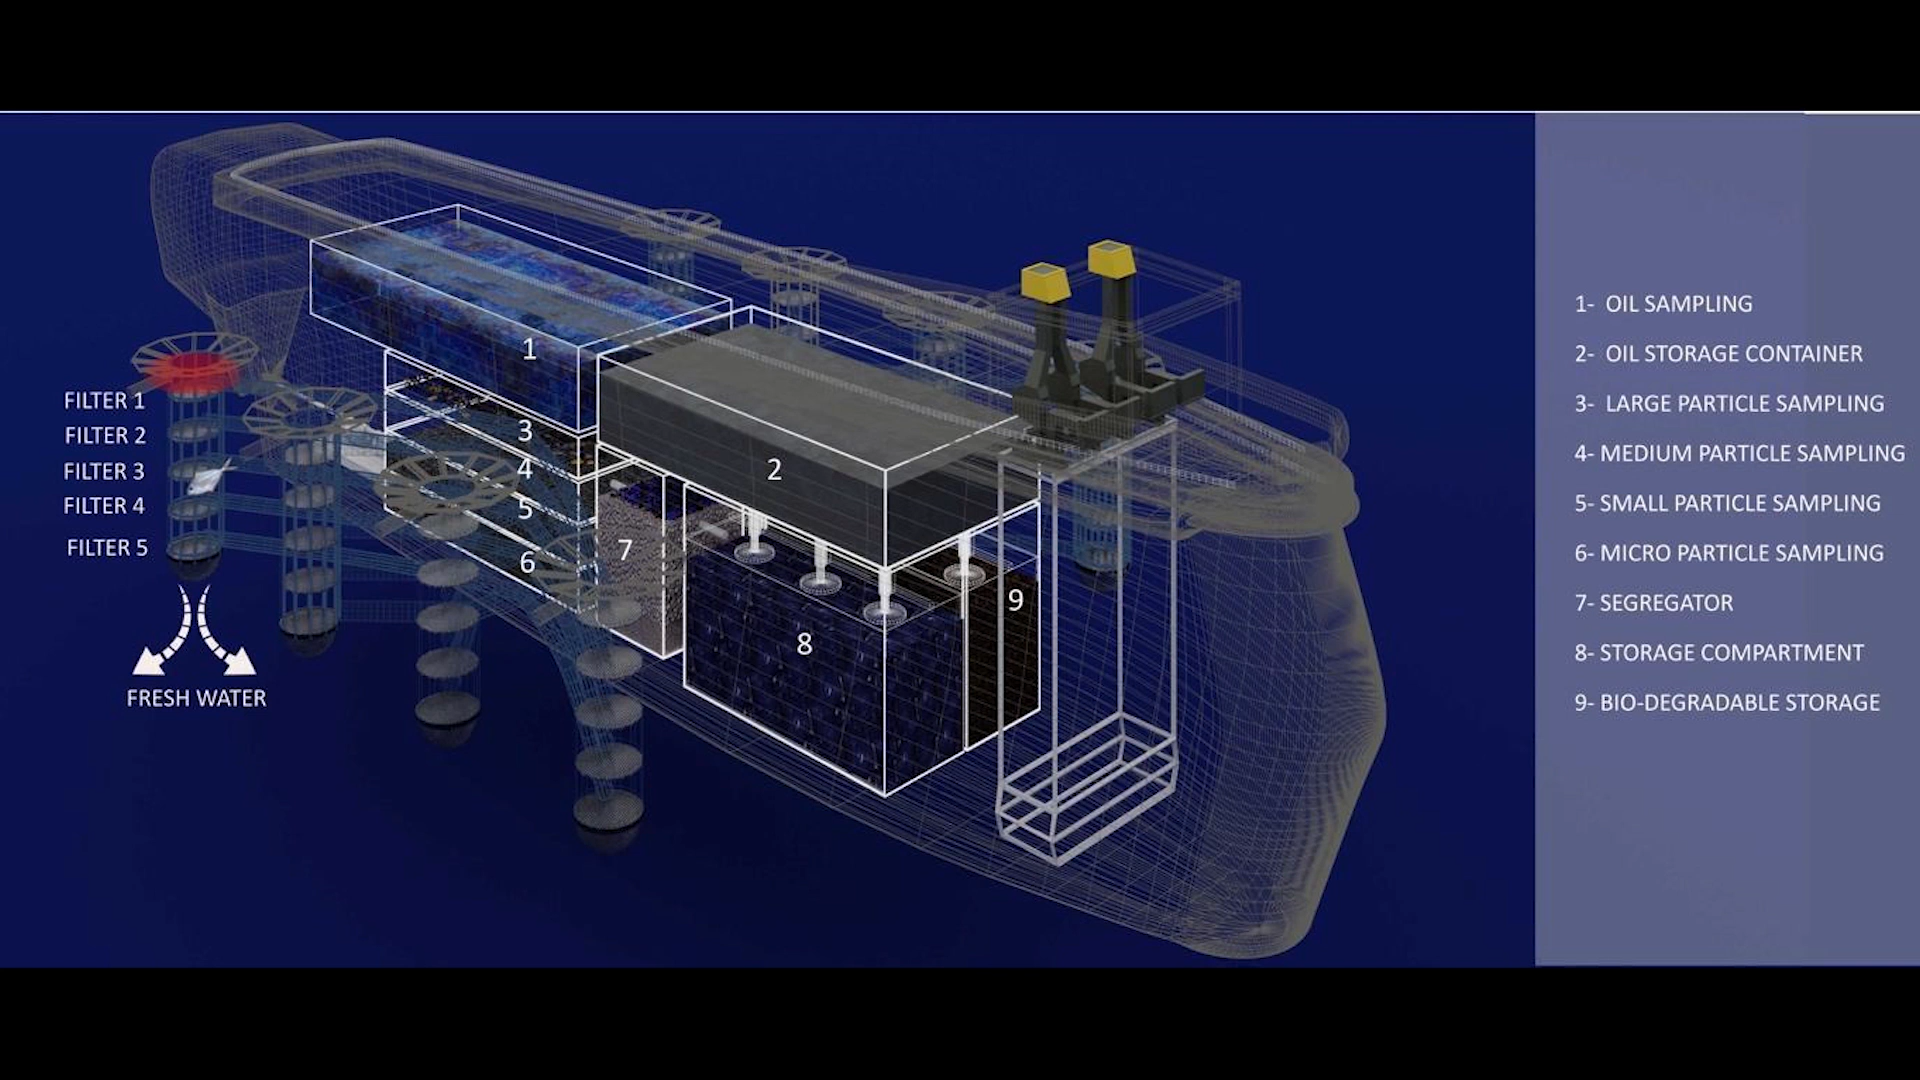 FILTER 1
FILTER 2
FILTER 3
FILTER 4
FILTER 5
FRESH WATER
1
2
3
4
5
6
7
8
9
1- OIL SAMPLING
2- OIL STORAGE CONTAINER
3- LARGE PARTICLE SAMPLING
4- MEDIUM PARTICLE SAMPLING
5- SMALL PARTICLE SAMPLING
6- MICRO PARTICLE SAMPLING
7- SEGREGATOR
8- STORAGE COMPARTMENT
9- BIO-DEGRADABLE STORAGE